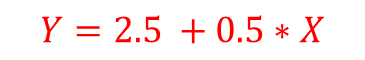 Y = 2.5 + 0.5 * X